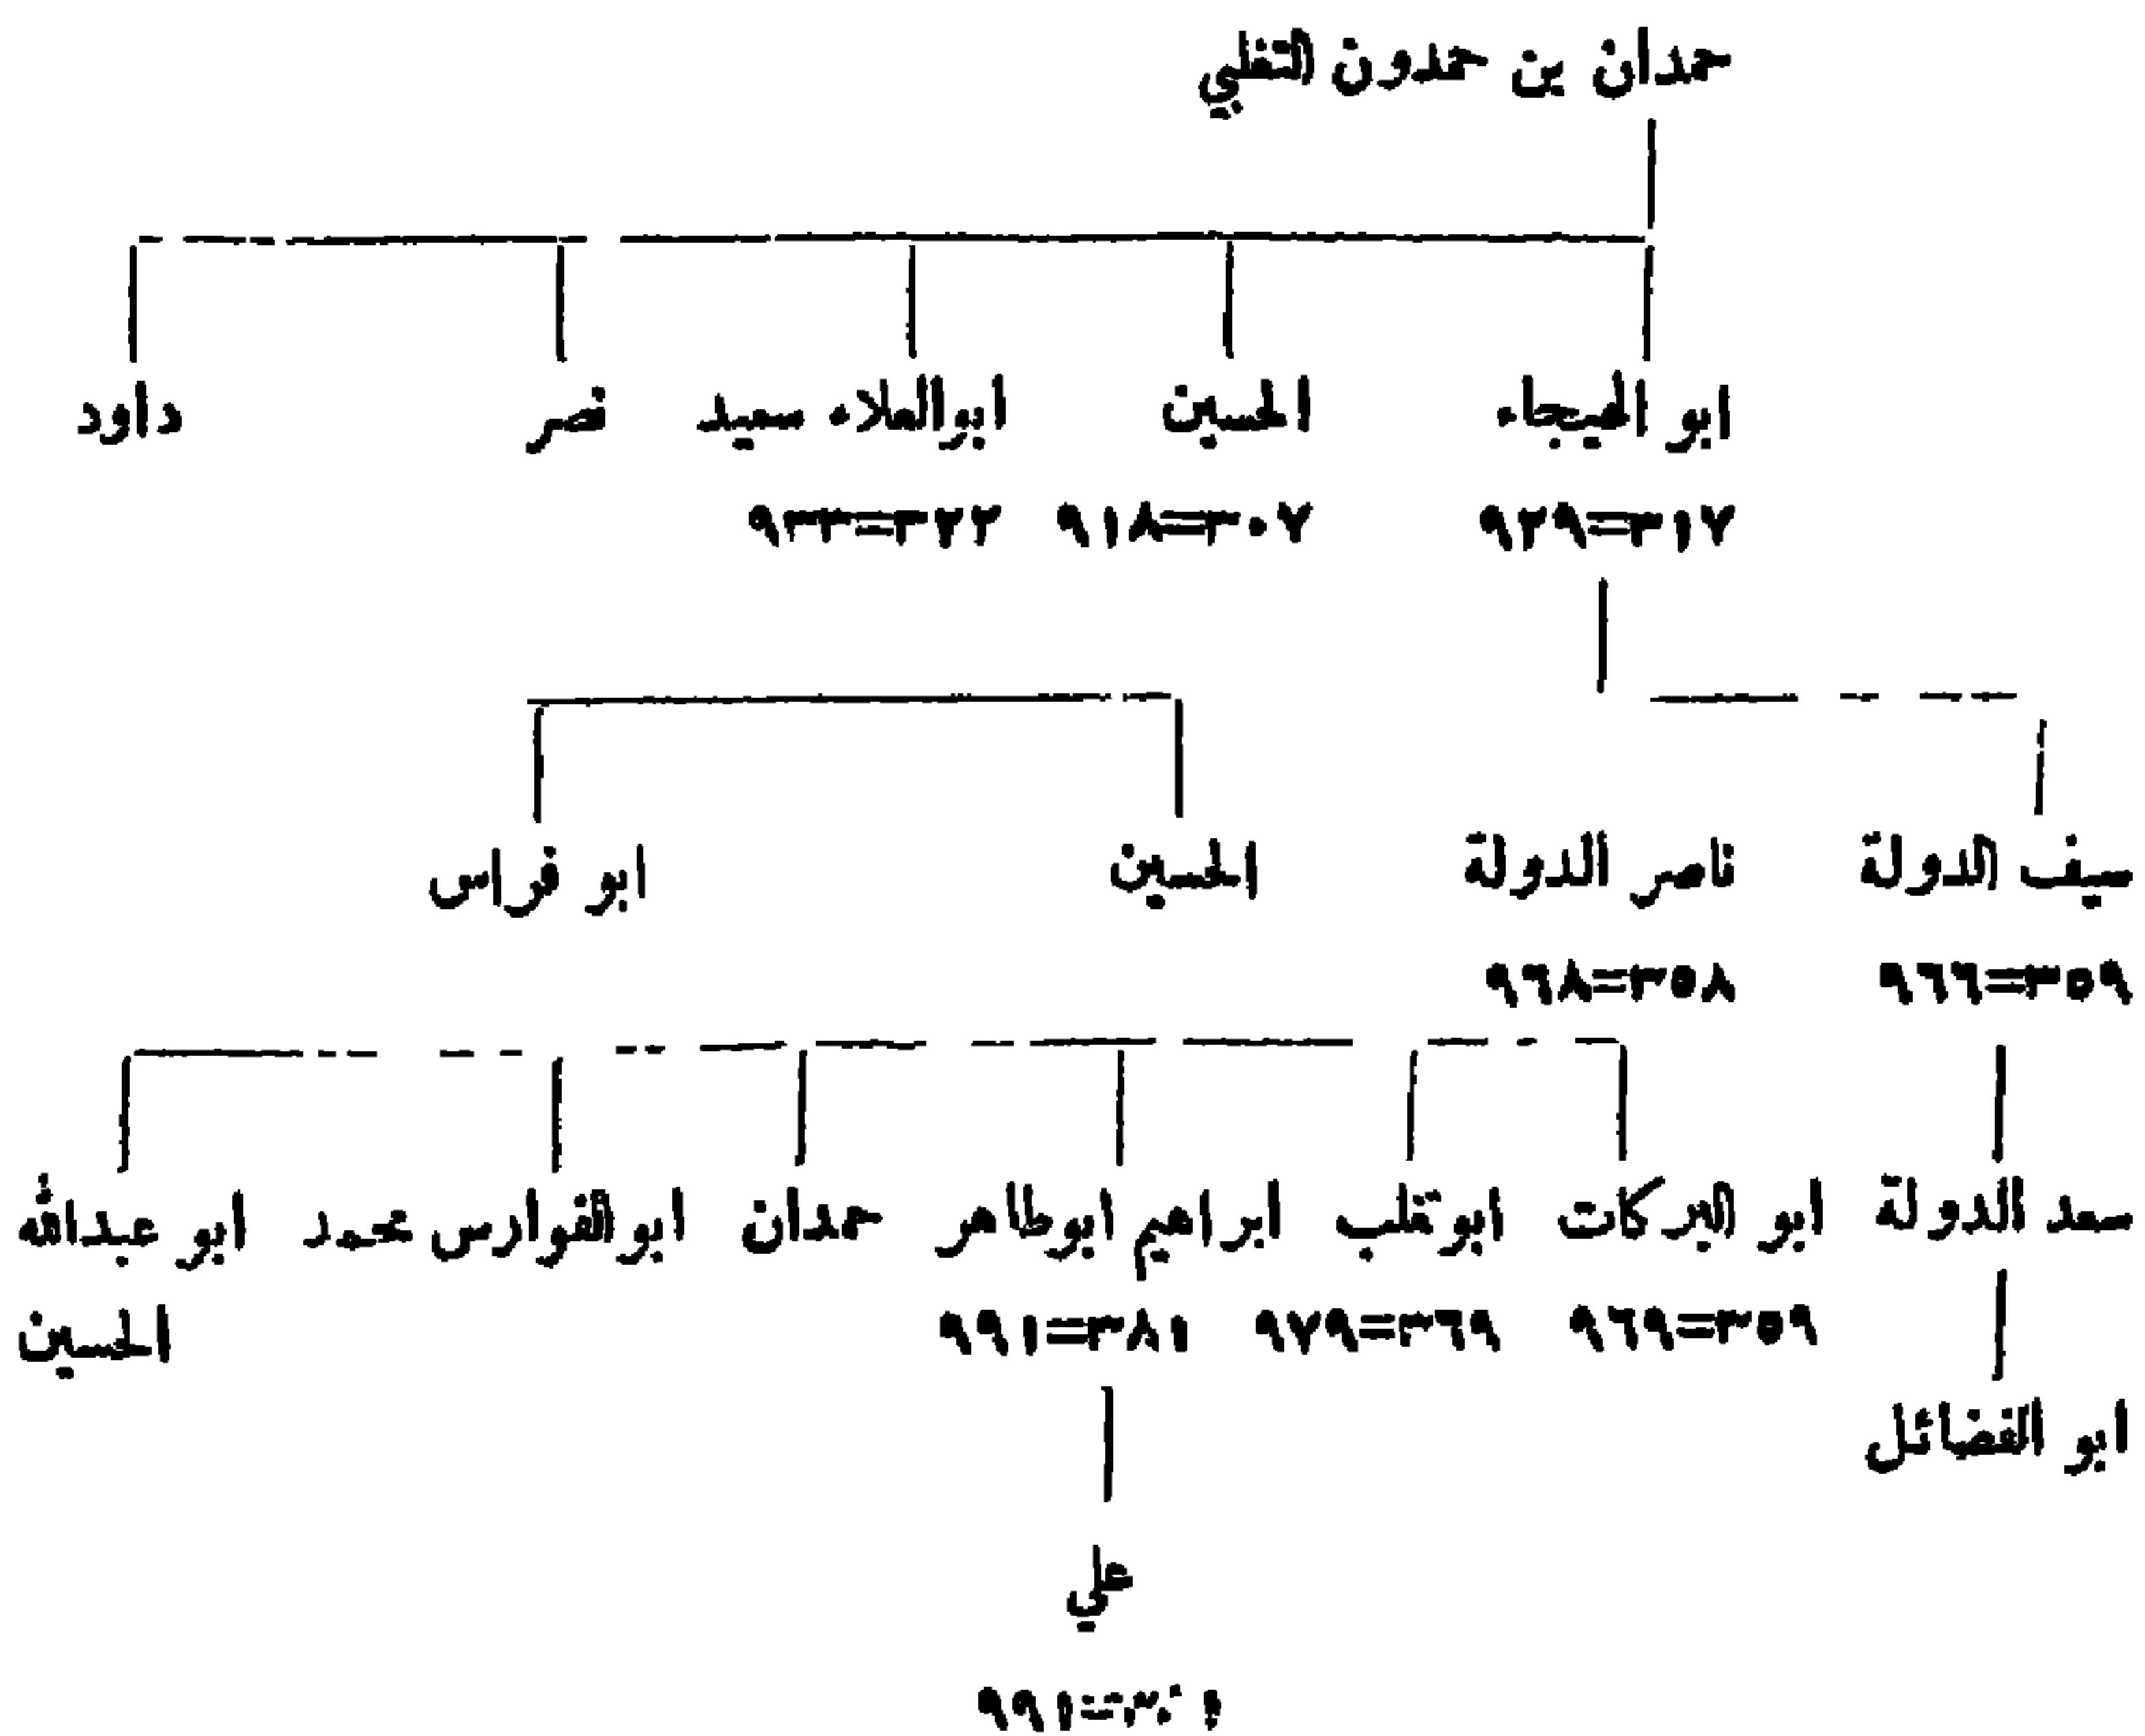 حمدان بن حمدون التغلبي
ابو الهيجاء الحسين ابوالعلاء سعيد نصر داود
٣١٧=٩٢٩ ٣٠٧=٩١٨ ٣٢٢=٩٣٣
سيف الدولة ناصر الدولة الحسين ابو فراس
٣٥٩=٩٦٦ ٣٥٨=٩٦٨
سعد الدولة ابو البركات ابوتغلب ابراهيم ابوطاهر حمدان ابوالفوارس محمد ابو عبدالله
٣٥٩=٩٦٩ ٣٦٩=٩٧٩ ٣٨١=٩٩١ الحسين
ابو الفضائل
علي